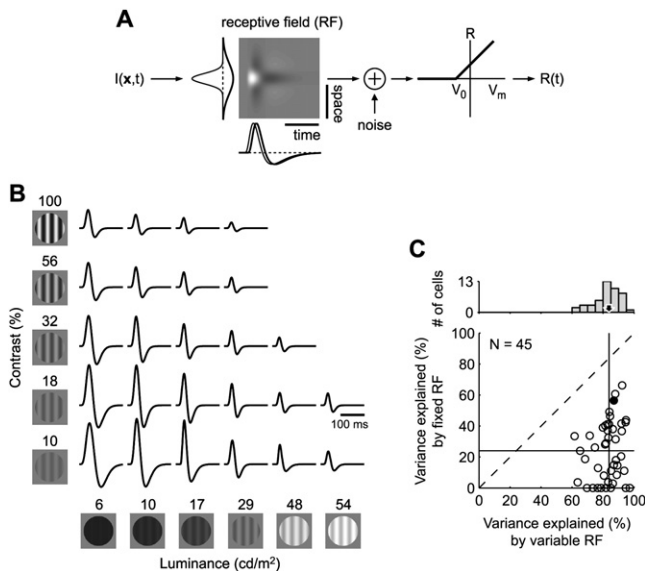 A
receptive field (RF)
I(x,t)
space
time
noise
R
V0
Vm
R(t)
B
Contrast (%)
100
56
32
18
10
100 ms
6 10 17 29 48 54
Luminance (cd/m²)
C
# of cells
13
0
N = 45
Variance explained (%)
by fixed RF
100
80
60
40
20
0
0 20 40 60 80 100
Variance explained (%)
by variable RF